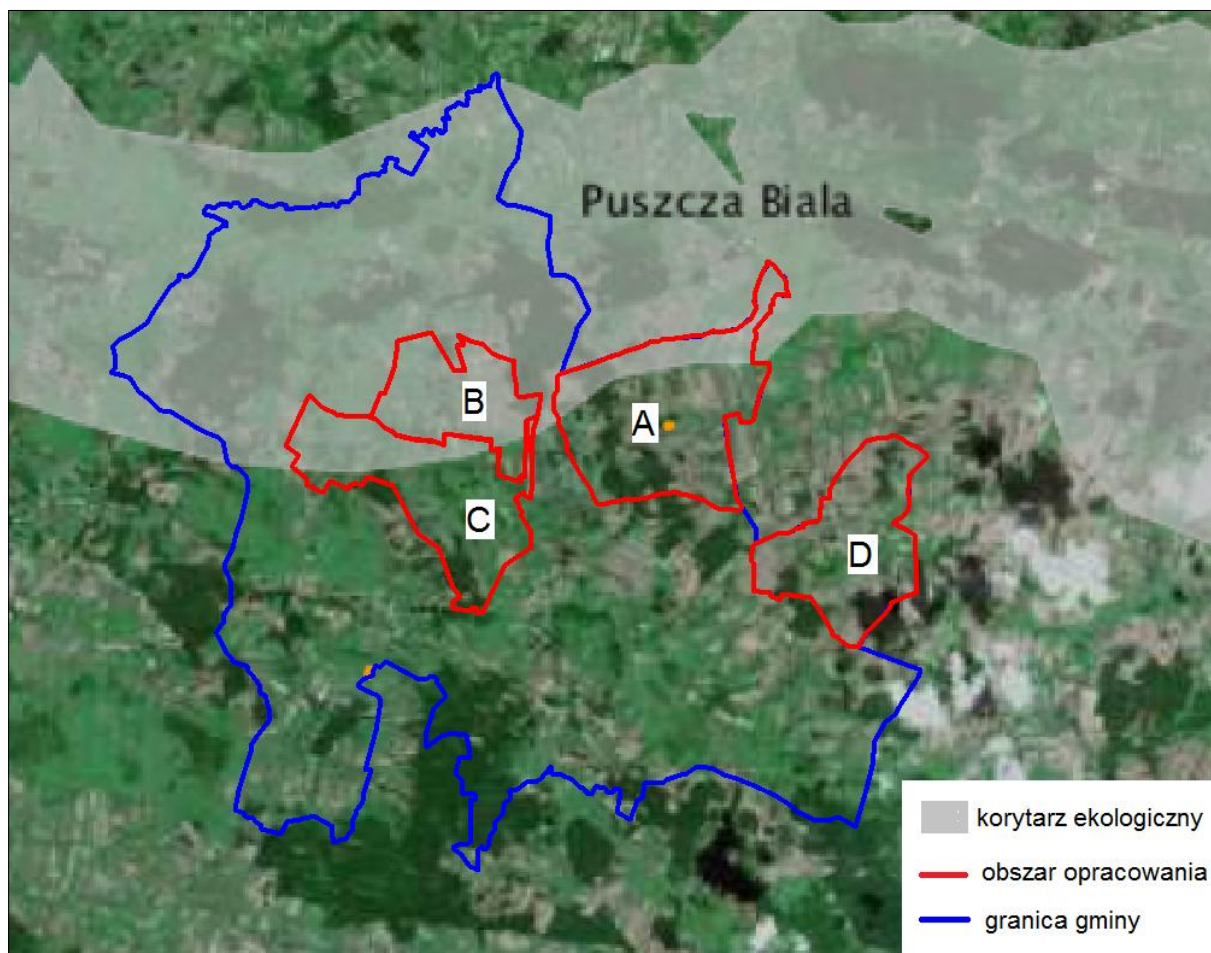 Puszcza Biala
B
A
C
D
korytarz ekologiczny
obszar opracowania
granica gminy